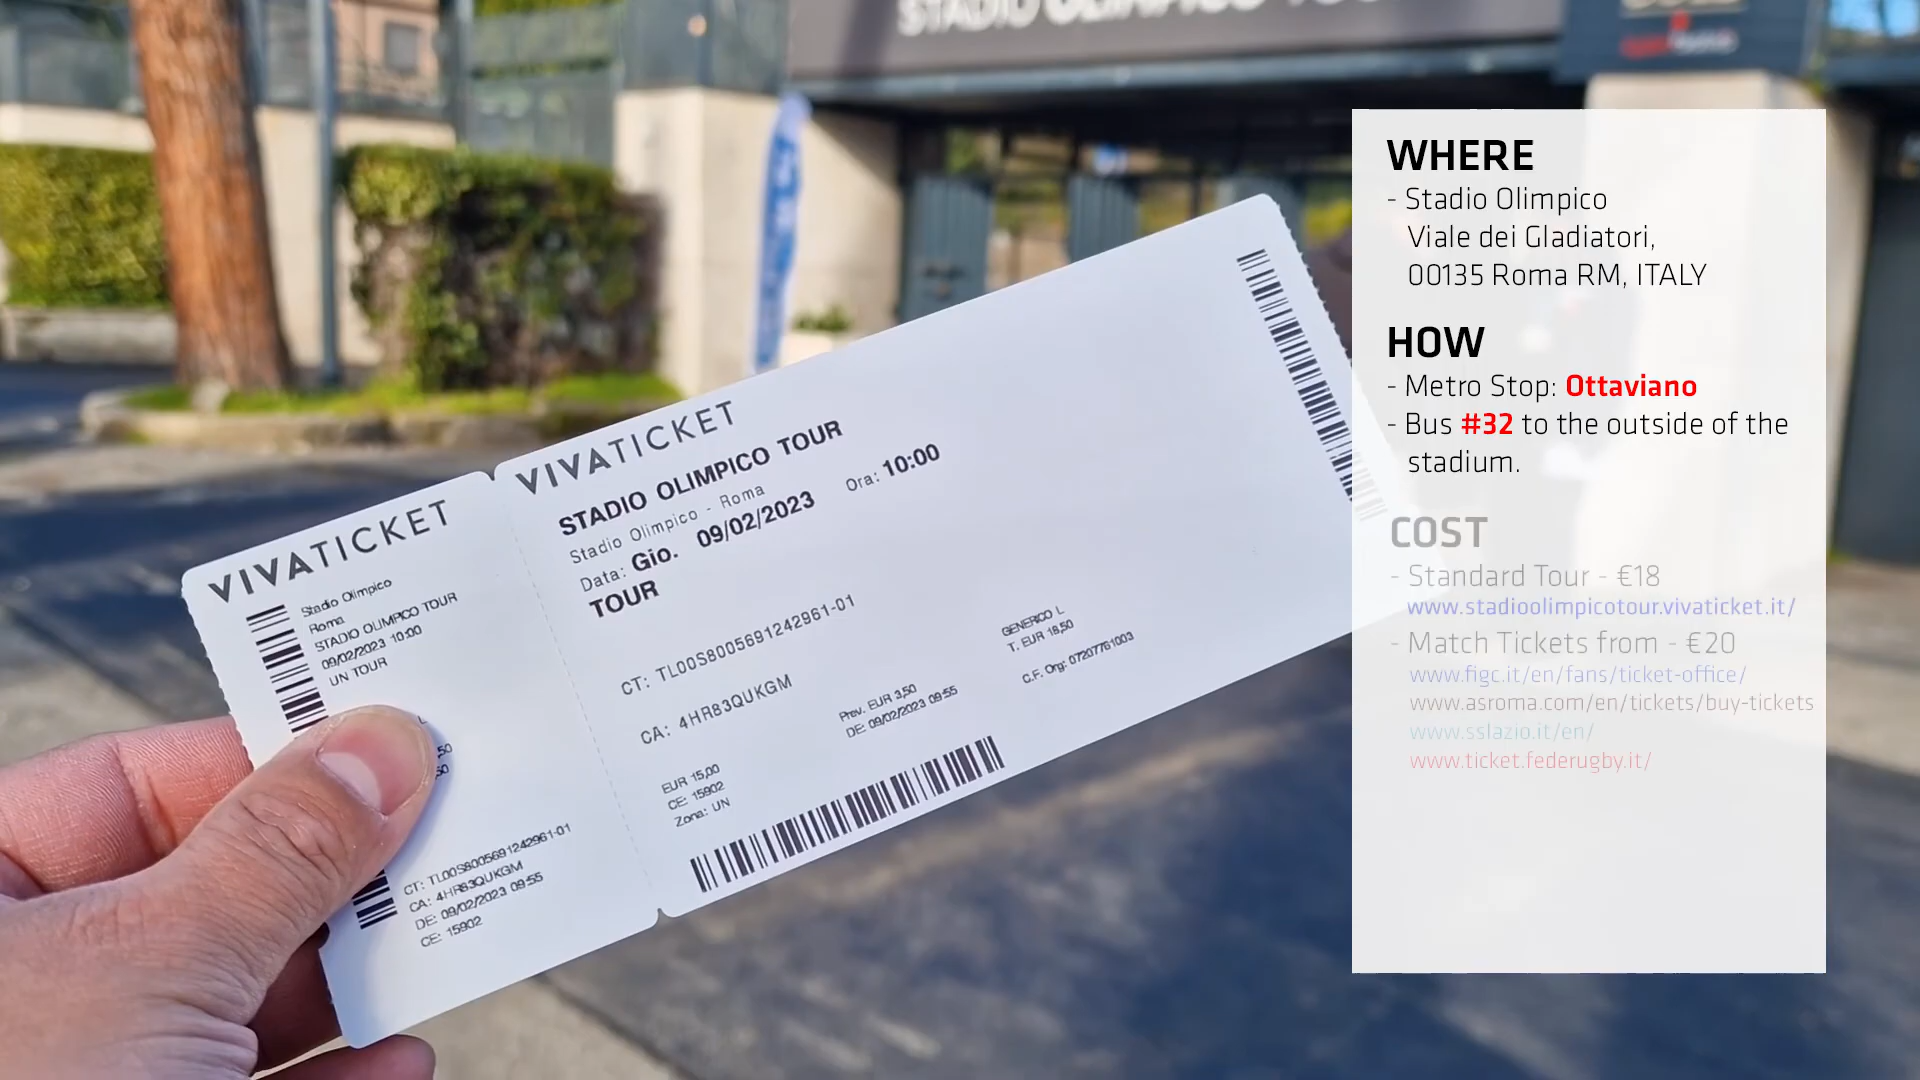 STADIO OLIMPICO TOUR
VIVATICKET
Stadio Olimpico
Roma
STADIO OLIMPICO TOUR
09/02/2023 10:00
UN TOUR
CT: TL00S8005691242961-01
CA: 4HR83QUKGM
DE: 09/02/2023 09:55
CE: 15902
VIVATICKET
STADIO OLIMPICO TOUR
Stadio Olimpico - Roma
Data: Gio. 09/02/2023 Ora: 10:00
TOUR
CT: TL00S8005691242961-01
CA: 4HR83QUKGM
EUR 15,00
CE: 15902
Zona: UN
Prev. EUR 3,50
DE: 09/02/2023 09:55
GENERICO L
T. EUR 18,50
C.F. Org: 07207761003
WHERE
- Stadio Olimpico
Viale dei Gladiatori,
00135 Roma RM, ITALY
HOW
- Metro Stop: Ottaviano
- Bus #32 to the outside of the
stadium.
COST
- Standard Tour - €18
www.stadioolimpicotour.vivaticket.it/
- Match Tickets from - €20
www.figc.it/en/fans/ticket-office/
www.asroma.com/en/tickets/buy-tickets
www.sslazio.it/en/
www.ticket.federugby.it/